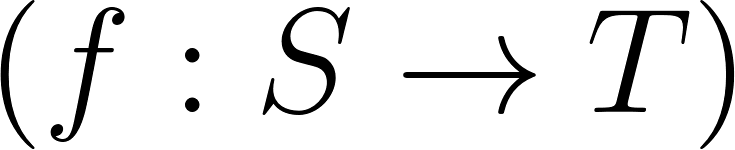 (f : S → T)